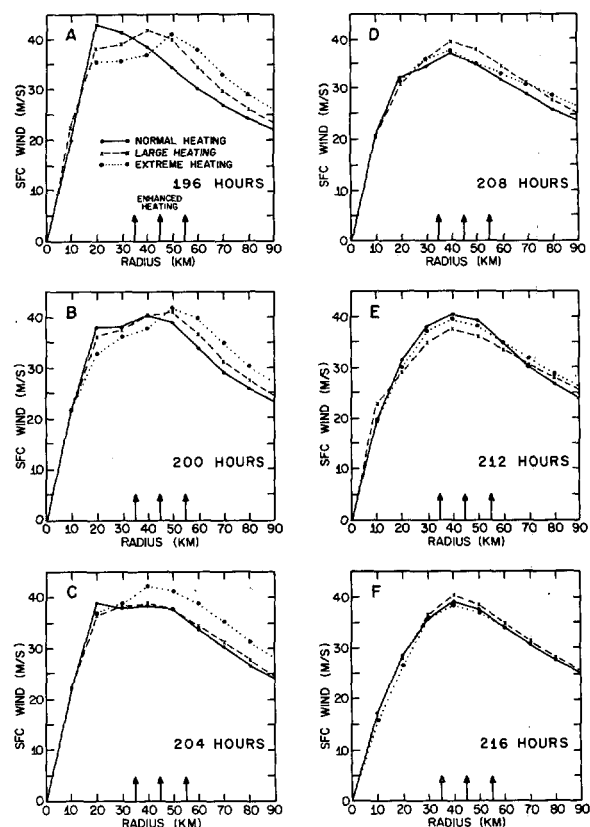 A
SFC WIND (M/S)
40
30
20
10
0
NORMAL HEATING
LARGE HEATING
EXTREME HEATING
196 HOURS
ENHANCED
HEATING
0 10 20 30 40 50 60 70 80 90
RADIUS (KM)
B
SFC WIND (M/S)
40
30
20
10
0
200 HOURS
0 10 20 30 40 50 60 70 80 90
RADIUS (KM)
C
SFC WIND (M/S)
40
30
20
10
0
204 HOURS
0 10 20 30 40 50 60 70 80 90
RADIUS (KM)
D
SFC WIND (M/S)
40
30
20
10
0
208 HOURS
0 10 20 30 40 50 60 70 80 90
RADIUS (KM)
E
SFC WIND (M/S)
40
30
20
10
0
212 HOURS
0 10 20 30 40 50 60 70 80 90
RADIUS (KM)
F
SFC WIND (M/S)
40
30
20
10
0
216 HOURS
0 10 20 30 40 50 60 70 80 90
RADIUS (KM)